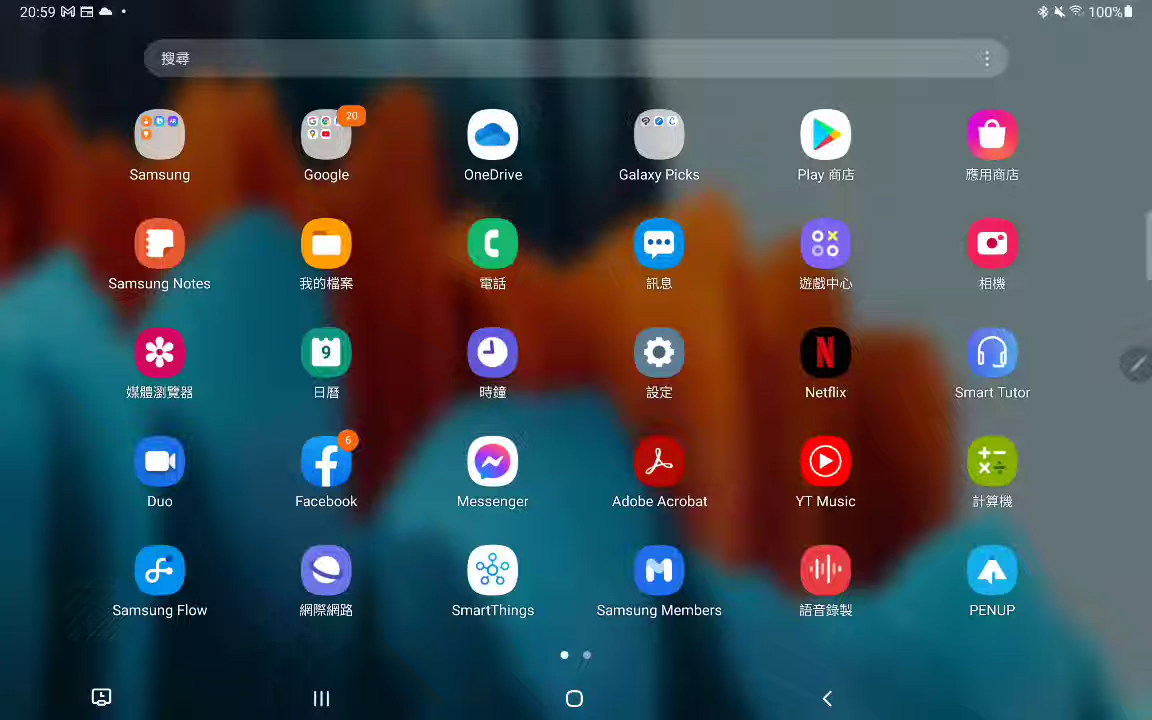 20:59
100%
搜尋
20
Samsung
Google
OneDrive
Galaxy Picks
Play 商店
應用商店
Samsung Notes
我的檔案
電話
訊息
遊戲中心
相機
9
媒體瀏覽器
日曆
時鐘
設定
Netflix
Smart Tutor
6
Duo
Facebook
Messenger
Adobe Acrobat
YT Music
計算機
Samsung Flow
網際網路
SmartThings
Samsung Members
語音錄製
PENUP